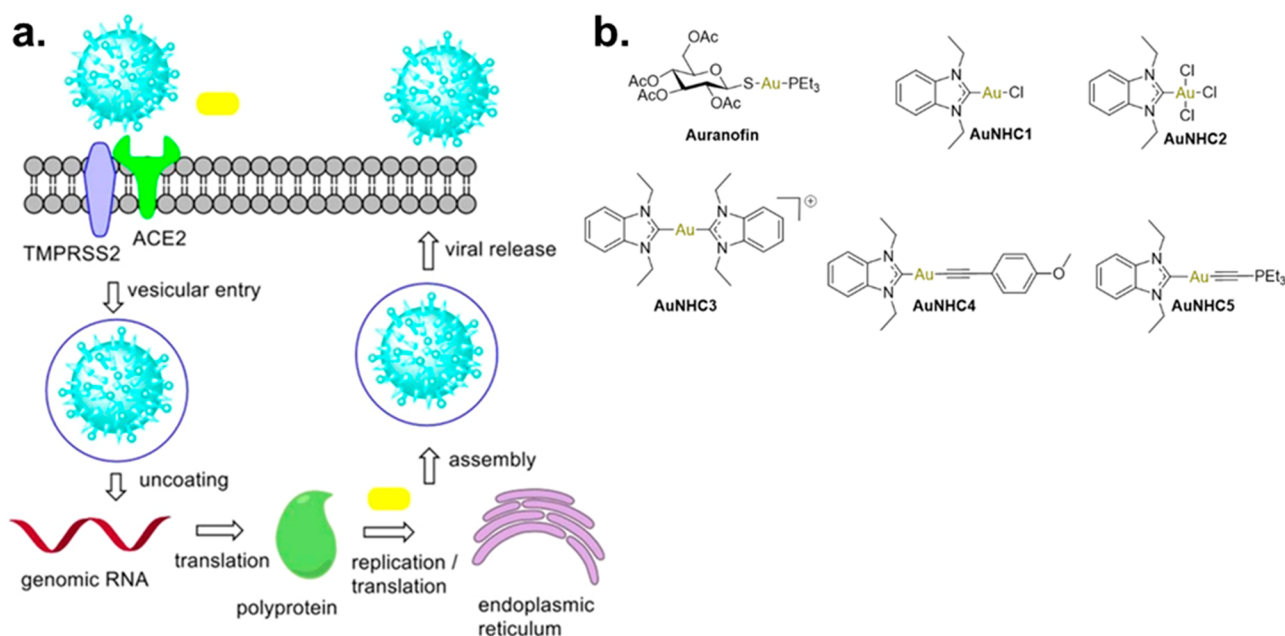 a.
TMPRSS2
ACE2
vesicular entry
uncoating
genomic RNA
translation
polyprotein
replication /
translation
endoplasmic
reticulum
assembly
viral release
b.
OAc
AcO
AcO
OAc
O
S
Au
PEt3
Auranofin
N
N
Au
Cl
AuNHC1
N
N
Cl
Au
Cl
Cl
AuNHC2
N
N
Au
N
N
+
AuNHC3
N
N
Au
O
AuNHC4
N
N
Au
PEt3
AuNHC5